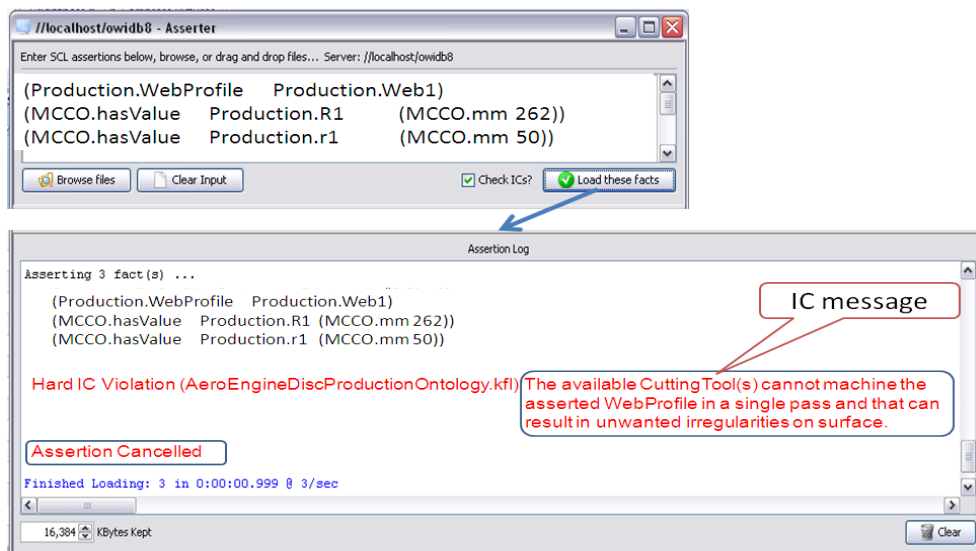 //localhost/owidb8 - Asserter
Enter SCL assertions below, browse, or drag and drop files... Server: //localhost/owidb8
(Production.WebProfile Production.Web1)
(MCCO.hasValue Production.R1 (MCCO.mm 262))
(MCCO.hasValue Production.r1 (MCCO.mm 50))
Browse files Clear Input Check ICs? Load these facts
Assertion Log
Asserting 3 fact(s) ...
(Production.WebProfile Production.Web1)
(MCCO.hasValue Production.R1 (MCCO.mm 262))
(MCCO.hasValue Production.r1 (MCCO.mm 50))
IC message
Hard IC Violation (AeroEngineDiscProductionOntology.kfl) The available CuttingTool(s) cannot machine the
asserted WebProfile in a single pass and that can
result in unwanted irregularities on surface.
Assertion Cancelled
Finished Loading: 3 in 0:00:00.999 @ 3/sec
16,384 KBytes Kept Clear